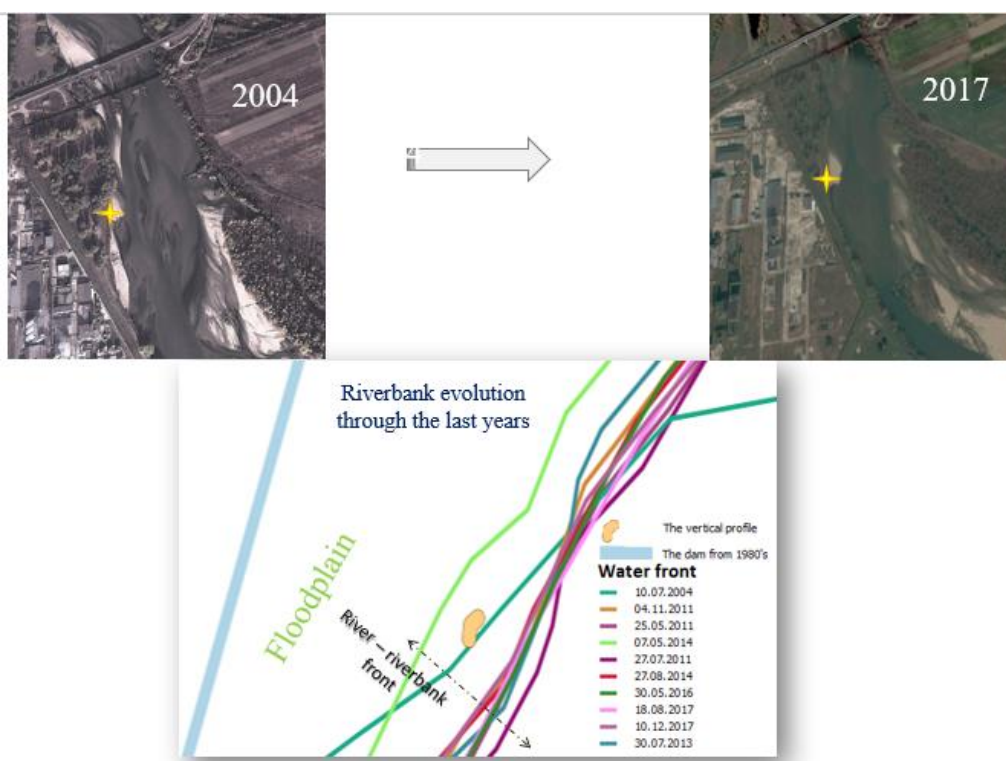 2004
2017
Riverbank evolution
through the last years
Floodplain
River – riverbank
front
The vertical profile
The dam from 1980's
Water front
10.07.2004
04.11.2011
25.05.2011
07.05.2014
27.07.2011
27.08.2014
30.05.2016
18.08.2017
10.12.2017
30.07.2013